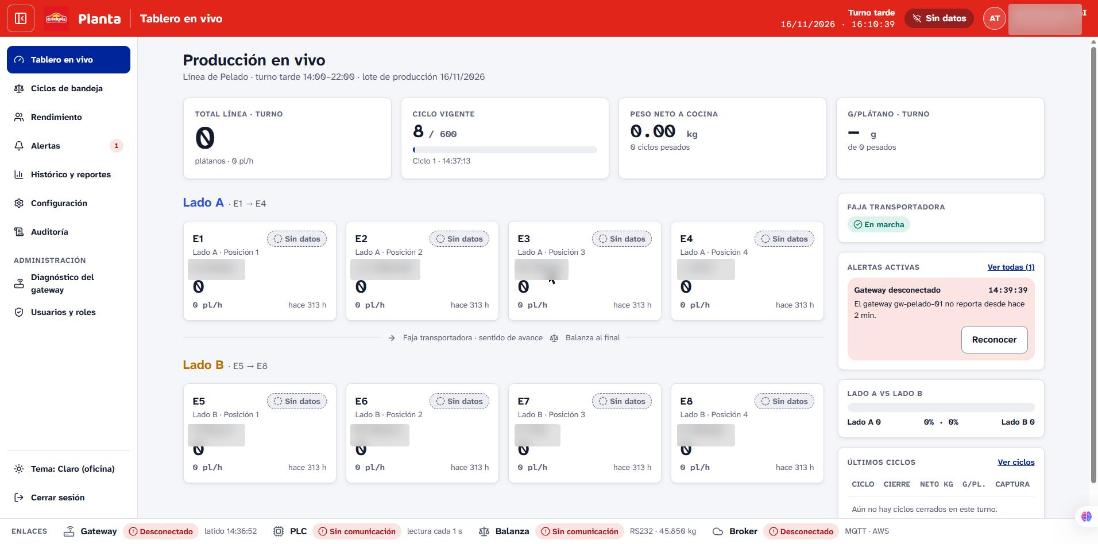 Planta
Tablero en vivo
Turno tarde
16/11/2026 · 16:10:39
Sin datos
AT
Tablero en vivo
Ciclos de bandeja
Rendimiento
Alertas
1
Histórico y reportes
Configuración
Auditoría
ADMINISTRACIÓN
Diagnóstico del
gateway
Usuarios y roles
Tema: Claro (oficina)
Cerrar sesión
Producción en vivo
Línea de Pelado · turno tarde 14:00–22:00 · lote de producción 16/11/2026
TOTAL LÍNEA · TURNO
0
plátanos · 0 pl/h
CICLO VIGENTE
8 / 600
Ciclo 1 · 14:37:13
PESO NETO A COCINA
0.00 kg
0 ciclos pesados
G/PLÁTANO · TURNO
— g
de 0 pesados
Lado A · E1 → E4
E1
Sin datos
Lado A · Posición 1
0
0 pl/h
hace 313 h
E2
Sin datos
Lado A · Posición 2
0
0 pl/h
hace 313 h
E3
Sin datos
Lado A · Posición 3
0
0 pl/h
hace 313 h
E4
Sin datos
Lado A · Posición 4
0
0 pl/h
hace 313 h
→ Faja transportadora · sentido de avance Balanza al final
Lado B · E5 → E8
E5
Sin datos
Lado B · Posición 1
0
0 pl/h
hace 313 h
E6
Sin datos
Lado B · Posición 2
0
0 pl/h
hace 313 h
E7
Sin datos
Lado B · Posición 3
0
0 pl/h
hace 313 h
E8
Sin datos
Lado B · Posición 4
0
0 pl/h
hace 313 h
FAJA TRANSPORTADORA
En marcha
ALERTAS ACTIVAS
Ver todas (1)
Gateway desconectado
14:39:39
El gateway gw-pelado-01 no reporta desde hace
2 min.
Reconocer
LADO A VS LADO B
Lado A 0
0% · 0%
Lado B 0
ÚLTIMOS CICLOS
Ver ciclos
CICLO CIERRE NETO KG G/PL. CAPTURA
Aún no hay ciclos cerrados en este turno.
ENLACES
Gateway
Desconectado
latido 14:36:52
PLC
Sin comunicación
lectura cada 1 s
Balanza
Sin comunicación
RS232 · 45.850 kg
Broker
Desconectado
MQTT · AWS